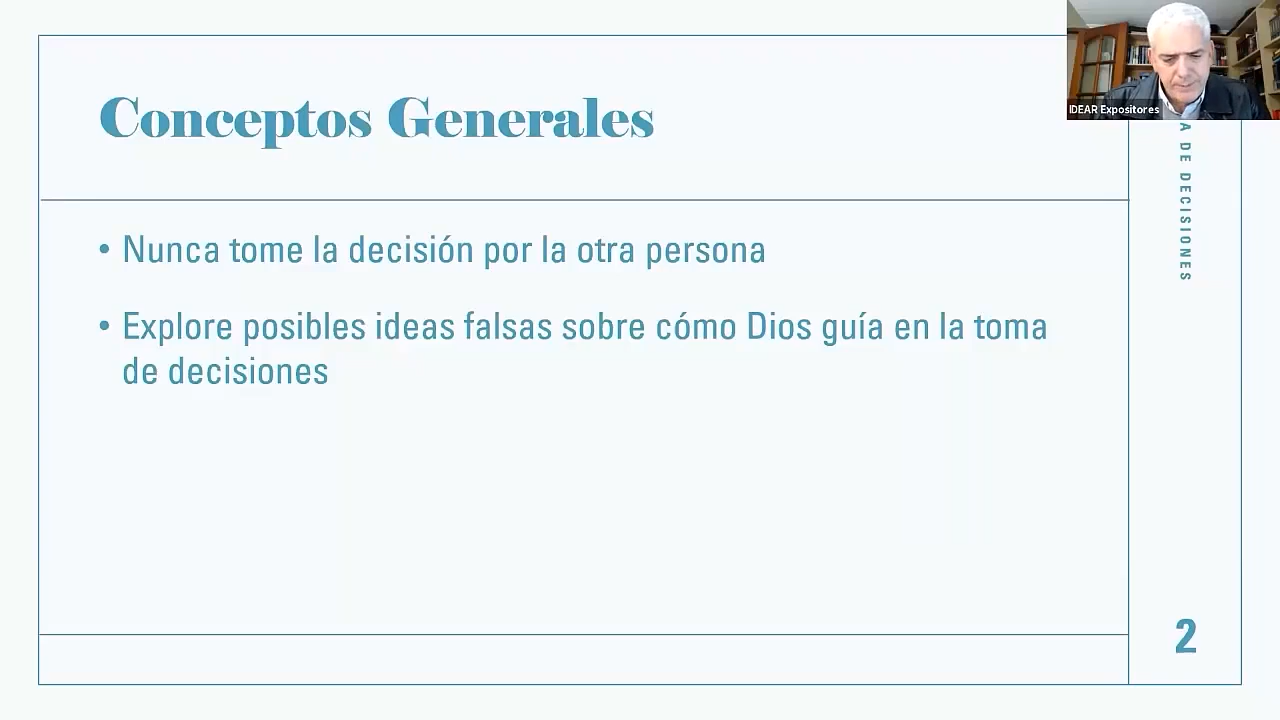 Conceptos Generales
• Nunca tome la decisión por la otra persona
• Explore posibles ideas falsas sobre cómo Dios guía en la toma
de decisiones
IDEAR Expositores
A DE DECISIONES
2